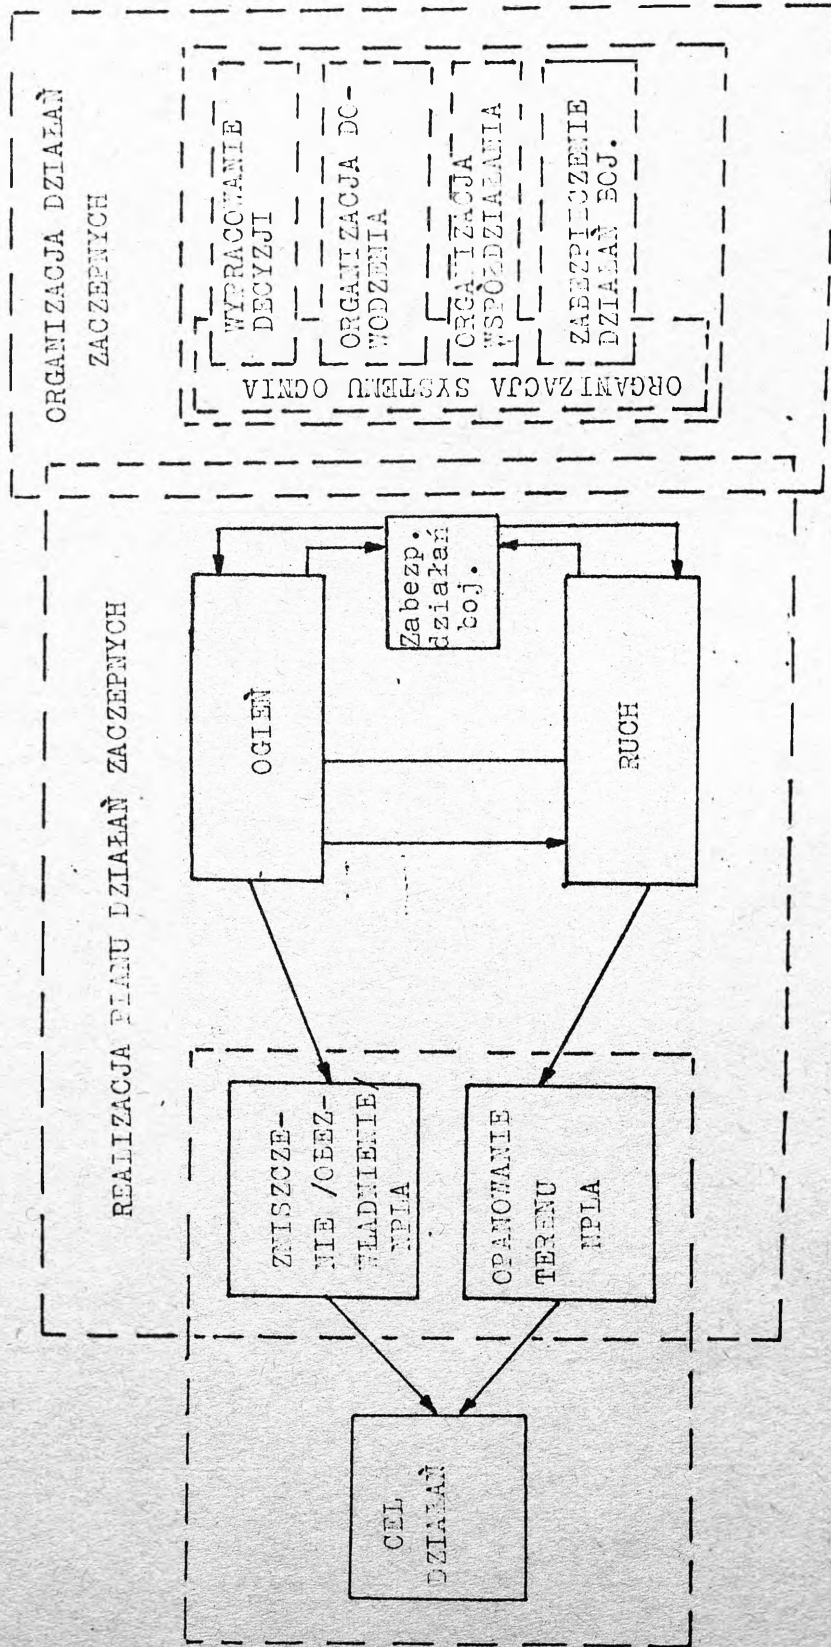 ORGANIZACJA DZIAŁAŃ
ZACZEPNYCH
WYPRACOWANIE
DECYZJI
ORGANIZACJA DO-
WODZENIA
ORGANIZACJA
WSPÓŁDZIAŁANIA
ZABEZPIECZENIE
DZIAŁAŃ BOJ.
ORGANIZACJA SYSTEMU OGNIA
REALIZACJA PLANU DZIAŁAŃ ZACZEPNYCH
OGIEŃ
Zabezp.
działań
boj.
RUCH
ZNISZCZE-
NIE /OBEZ-
WŁADNIENIE/
NPLA
OPANOWANIE
TERENU
NPLA
CEL
DZIAŁAŃ